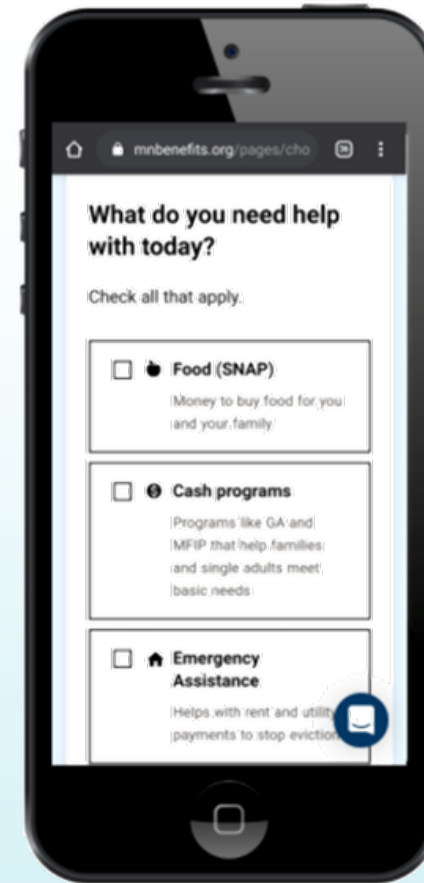 mnbenefits.org/pages/cho
What do you need help
with today?
Check all that apply.
Food (SNAP)
Money to buy food for you
and your family
Cash programs
Programs like GA and
MFIP that help families
and single adults meet
basic needs
Emergency
Assistance
Helps with rent and utility
payments to stop eviction